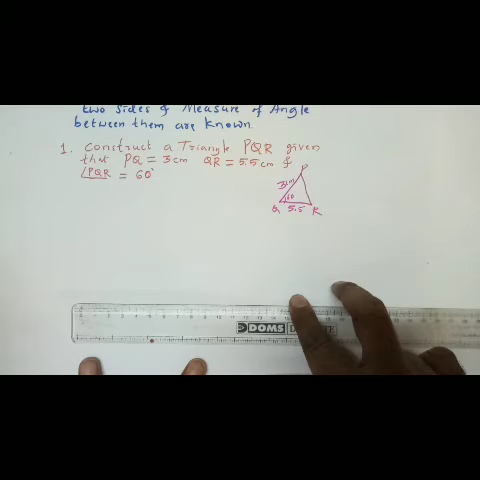 two Sides & Measure of Angle
between them are known.
1. Construct a Triangle PQR given
that PQ = 3cm QR = 5.5cm &
∠PQR = 60°
P
3cm
60
Q 5.5 R
DOMS